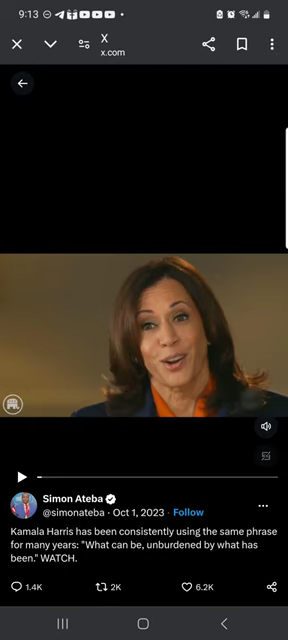 9:13
X
x.com
Simon Ateba
@simonateba · Oct 1, 2023 · Follow
Kamala Harris has been consistently using the same phrase
for many years: "What can be, unburdened by what has
been." WATCH.
1.4K 2K 6.2K